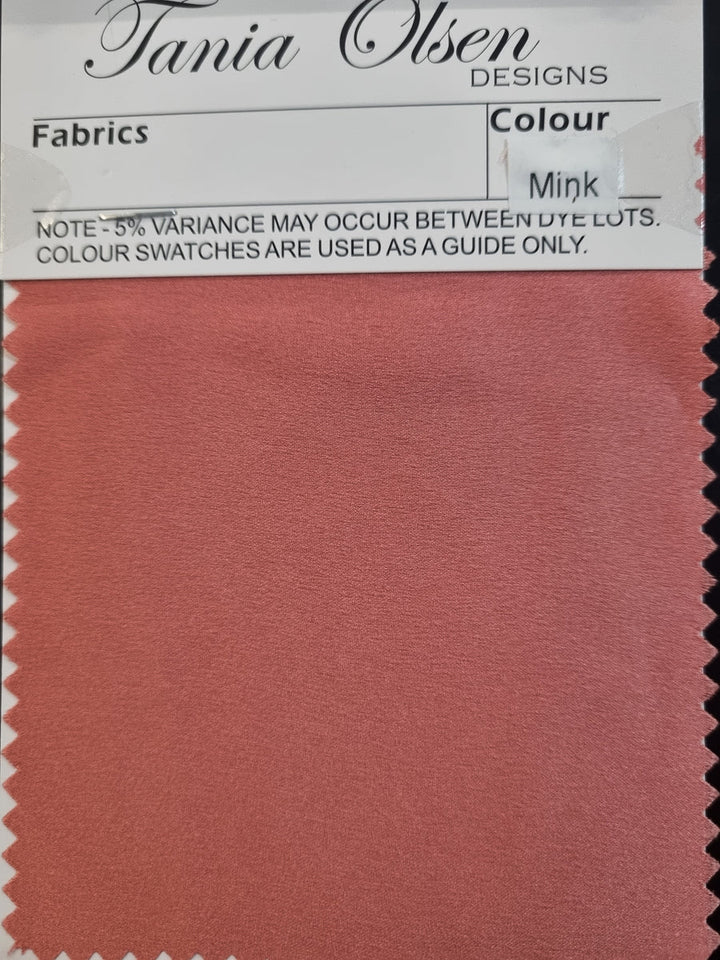 Tania Olsen
DESIGNS
Fabrics
Colour
Mink
NOTE - 5% VARIANCE MAY OCCUR BETWEEN DYE LOTS.
COLOUR SWATCHES ARE USED AS A GUIDE ONLY.